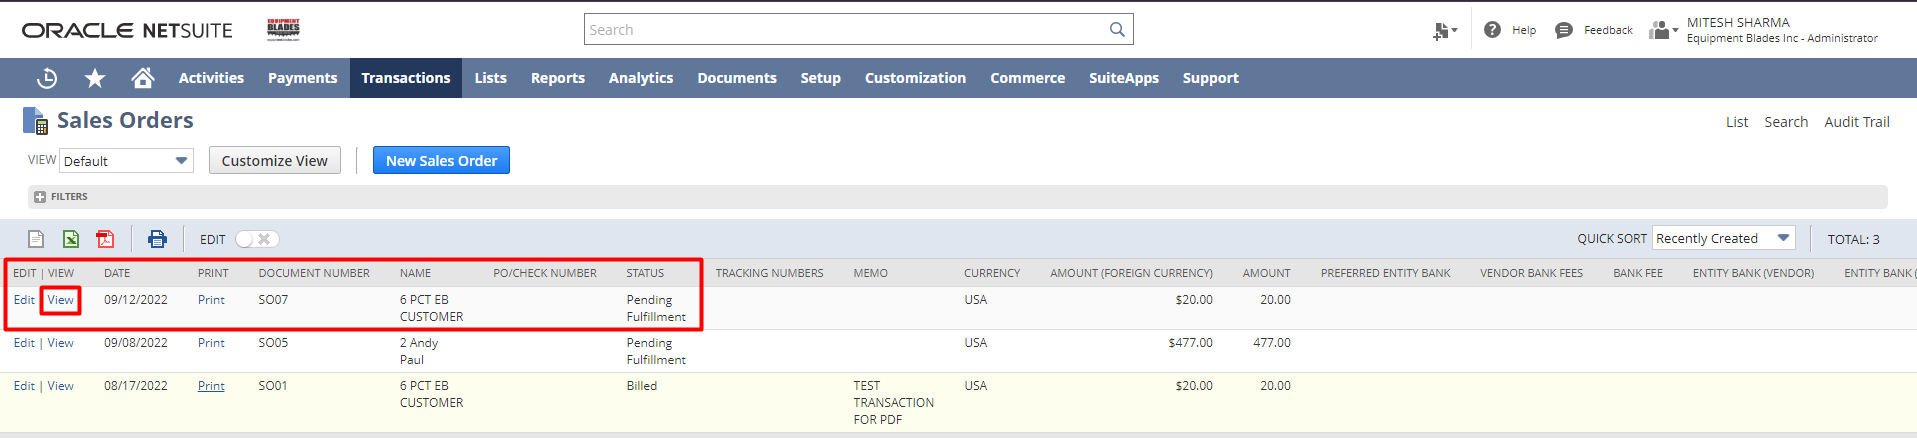 ORACLE NETSUITE
EQUIPMENT
BLADES
Search
Help
Feedback
MITESH SHARMA
Equipment Blades Inc - Administrator
Activities Payments Transactions Lists Reports Analytics Documents Setup Customization Commerce SuiteApps Support
Sales Orders
List Search Audit Trail
VIEW Default Customize View New Sales Order
FILTERS
EDIT QUICK SORT Recently Created TOTAL: 3
EDIT | VIEW DATE PRINT DOCUMENT NUMBER NAME PO/CHECK NUMBER STATUS TRACKING NUMBERS MEMO CURRENCY AMOUNT (FOREIGN CURRENCY) AMOUNT PREFERRED ENTITY BANK VENDOR BANK FEES BANK FEE ENTITY BANK (VENDOR) ENTITY BANK (
Edit View 09/12/2022 Print SO07 6 PCT EB Pending USA $20.00 20.00
CUSTOMER Fulfillment
Edit | View 09/08/2022 Print SO05 2 Andy Pending USA $477.00 477.00
Paul Fulfillment
Edit | View 08/17/2022 Print SO01 6 PCT EB Billed TEST USA $20.00 20.00
CUSTOMER TRANSACTION
FOR PDF